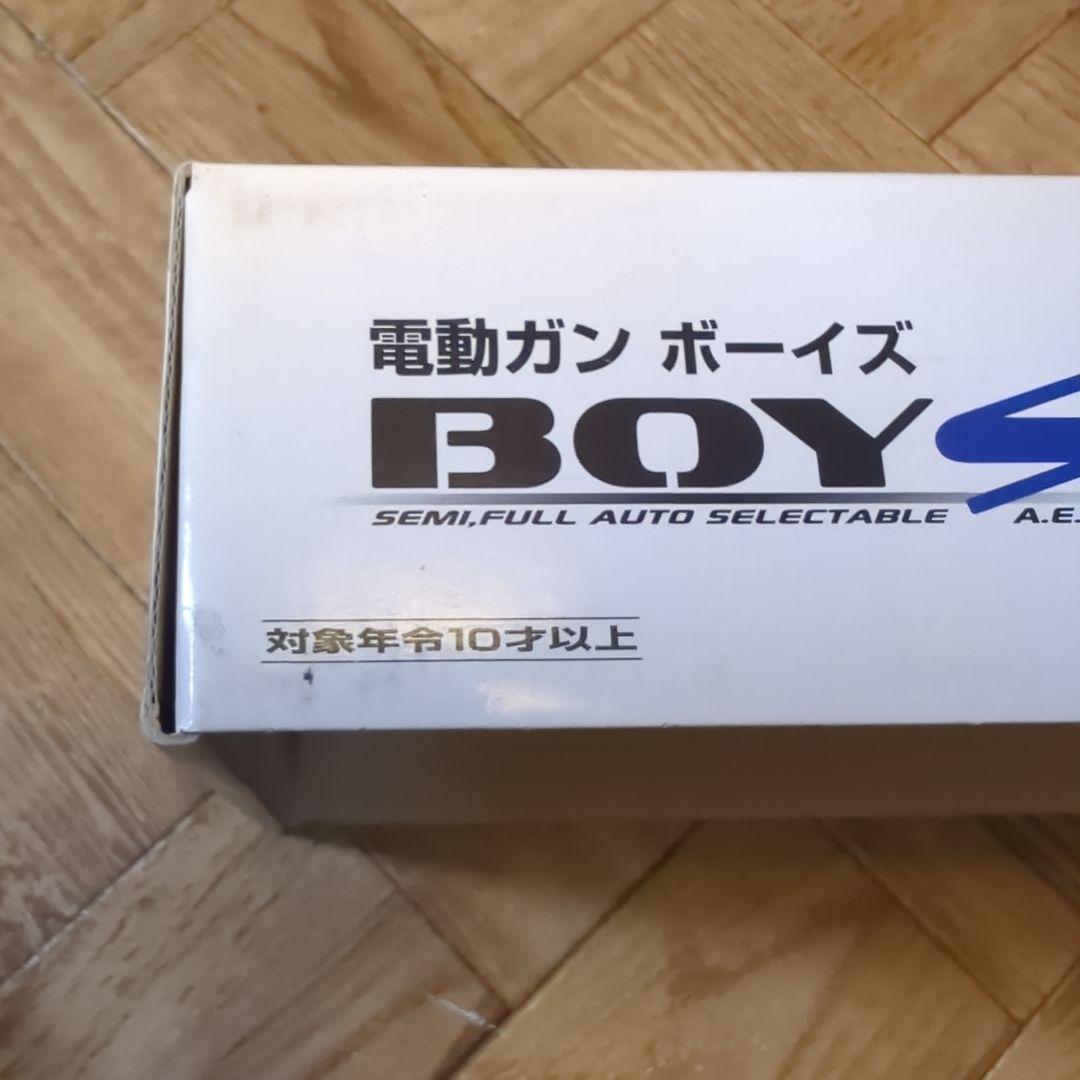 電動ガン ボーイズ
BOYS
SEMI,FULL AUTO SELECTABLE A.E.
対象年令10才以上